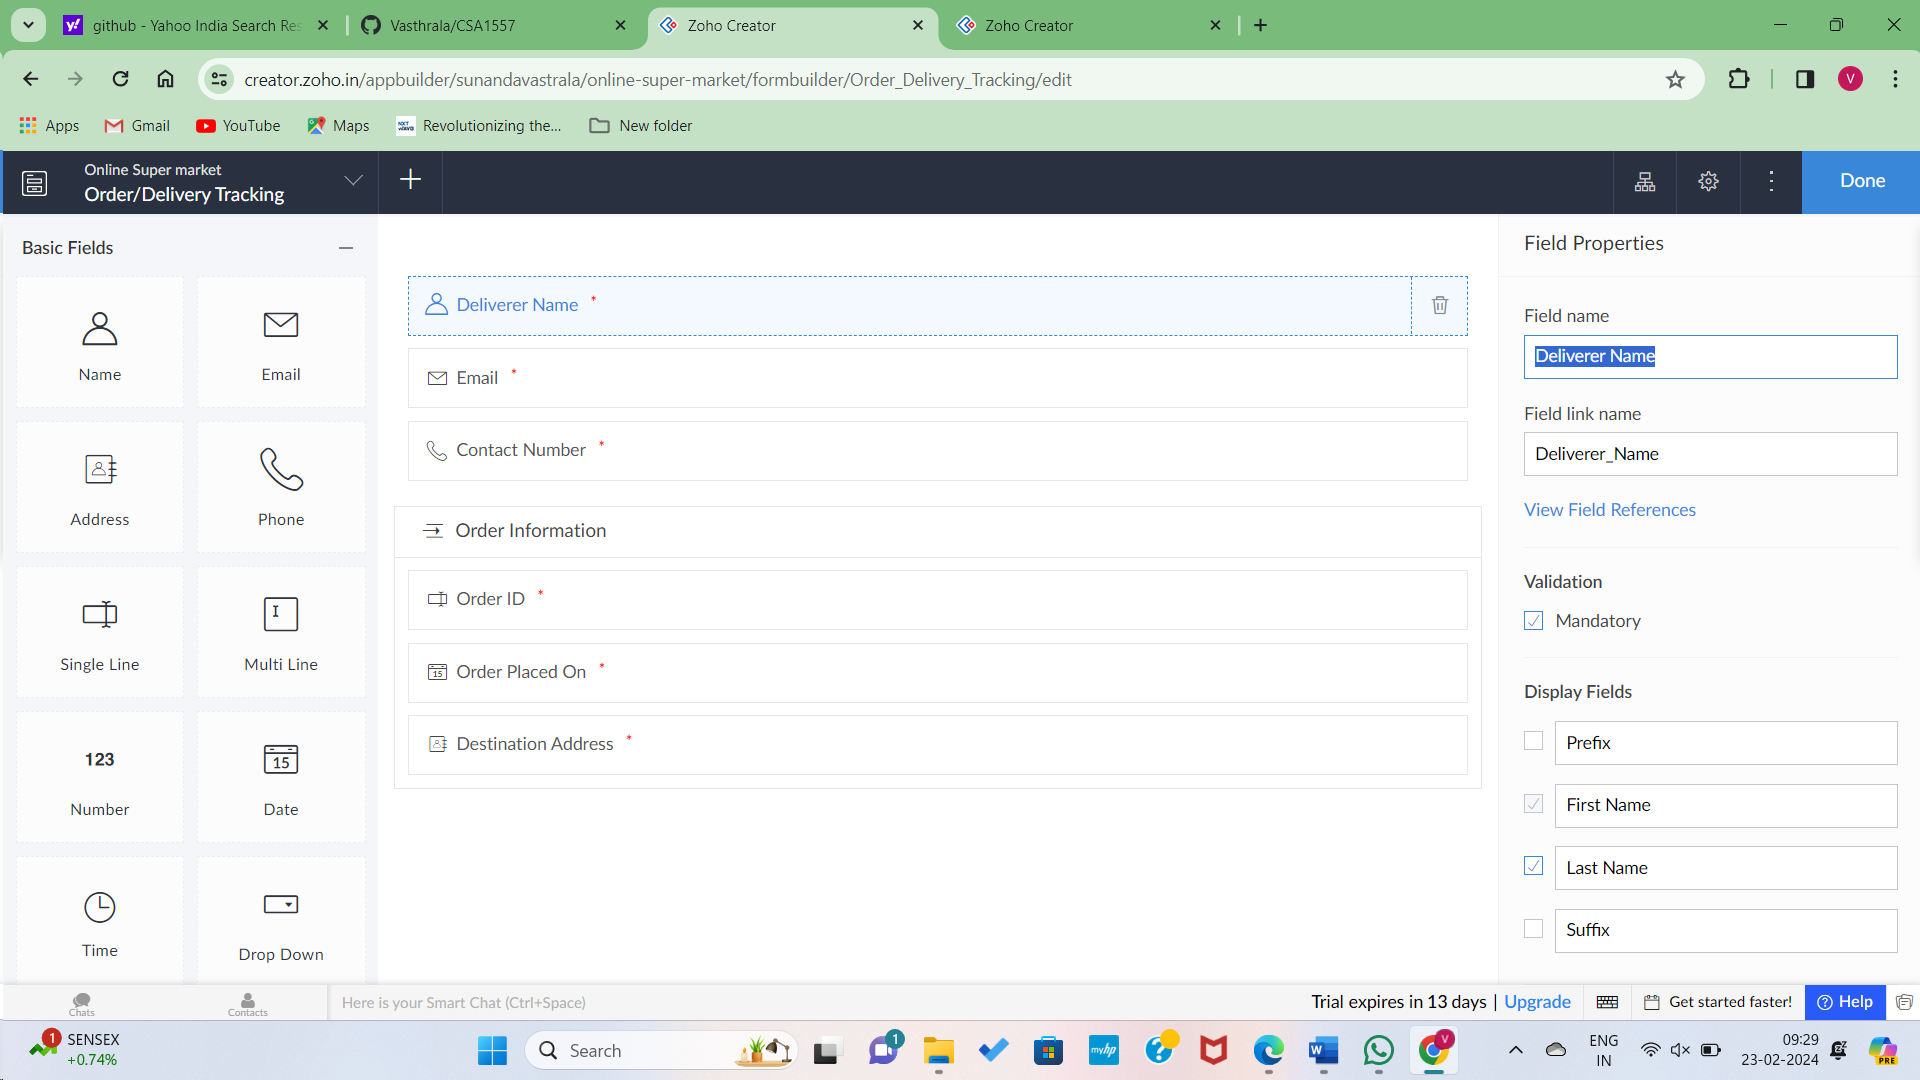 github - Yahoo India Search Res
Vasthrala/CSA1557
Zoho Creator
Zoho Creator
creator.zoho.in/appbuilder/sunandavastrala/online-super-market/formbuilder/Order_Delivery_Tracking/edit
V
Apps
Gmail
YouTube
Maps
Revolutionizing the...
New folder
Online Super market
Order/Delivery Tracking
Done
Basic Fields
Name
Email
Address
Phone
Single Line
Multi Line
123
Number
15
Date
Time
Drop Down
Deliverer Name *
Email *
Contact Number *
Order Information
Order ID *
15 Order Placed On *
Destination Address *
Field Properties
Field name
Deliverer Name
Field link name
Deliverer_Name
View Field References
Validation
Mandatory
Display Fields
Prefix
First Name
Last Name
Suffix
Chats
Contacts
Here is your Smart Chat (Ctrl+Space)
Trial expires in 13 days | Upgrade
Get started faster!
Help
1
SENSEX
+0.74%
Search
1
myhp
W
V
ENG
IN
09:29
23-02-2024
PRE